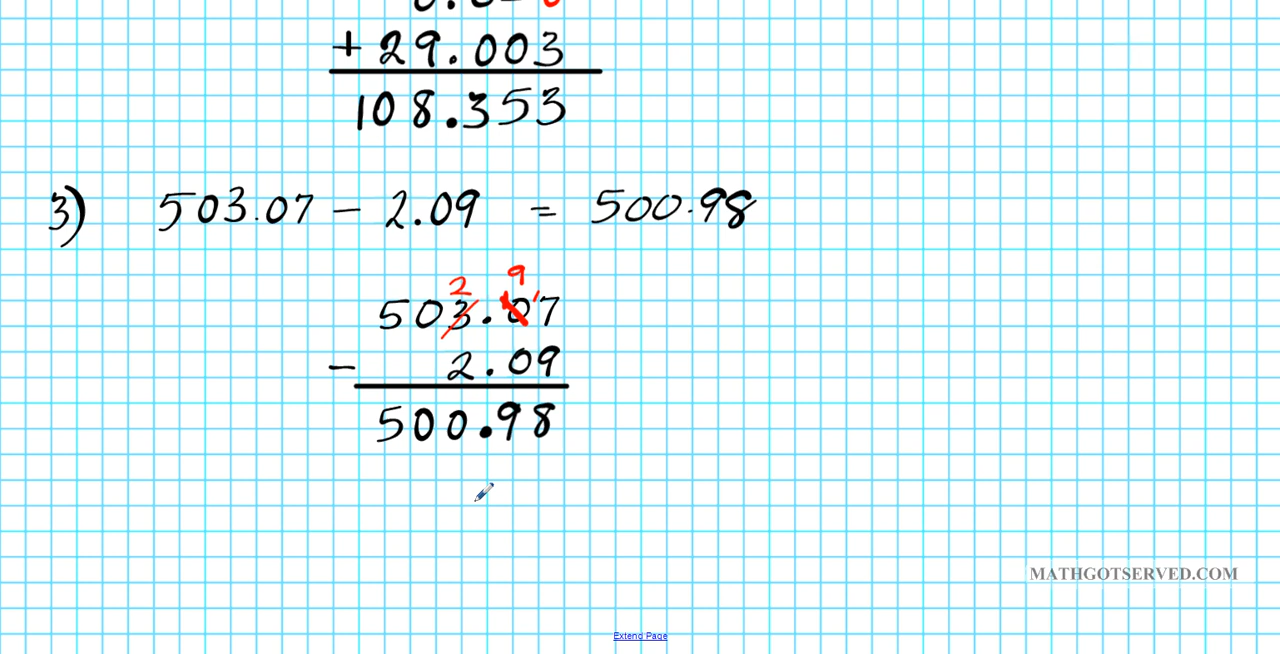 + 29.003
108.353
3) 503.07 - 2.09 = 500.98
2 9
503.07
- 2.09
500.98
MATHGOTSERVED.COM
Extend Page